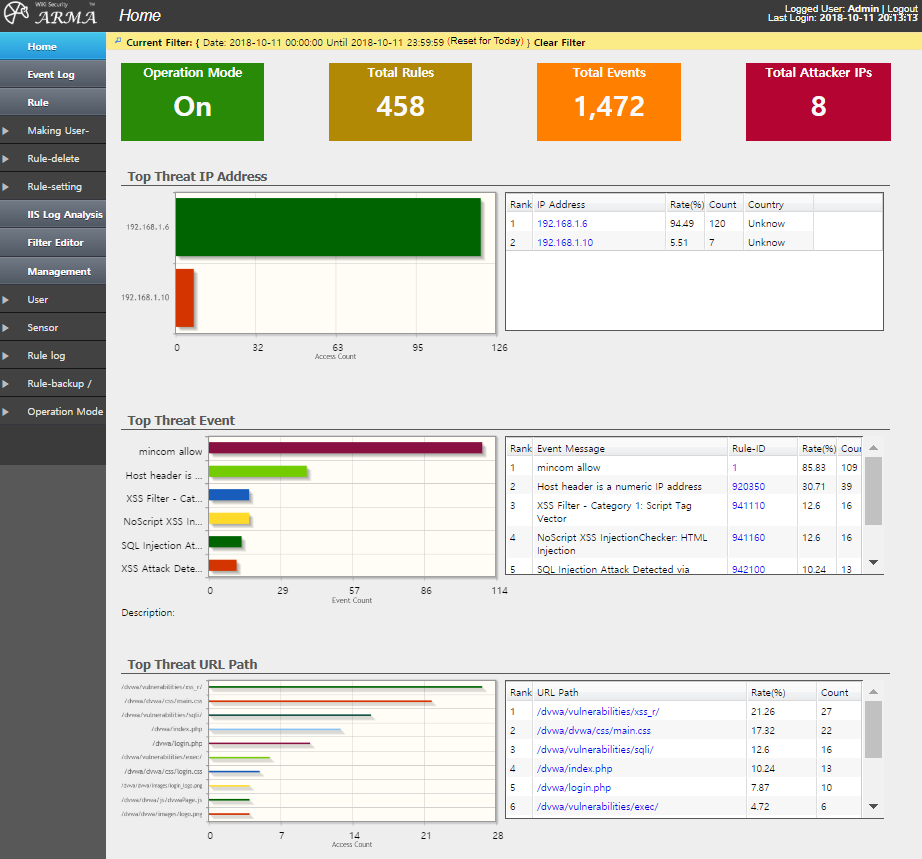 WIKI Security
ARMA
™
Home
Logged User: Admin | Logout
Last Login: 2018-10-11 20:13:13
Home
Event Log
Rule
Making User-
Rule-delete
Rule-setting
IIS Log Analysis
Filter Editor
Management
User
Sensor
Rule log
Rule-backup /
Operation Mode
Current Filter: { Date: 2018-10-11 00:00:00 Until 2018-10-11 23:59:59 (Reset for Today) } Clear Filter
Operation Mode
On
Total Rules
458
Total Events
1,472
Total Attacker IPs
8
Top Threat IP Address
192.168.1.6
192.168.1.10
0 32 63 95 126
Access Count
Rank IP Address Rate(%) Count Country
1 192.168.1.6 94.49 120 Unknow
2 192.168.1.10 5.51 7 Unknow
Top Threat Event
mincom allow
Host header is ...
XSS Filter - Cat...
NoScript XSS In...
SQL Injection At...
XSS Attack Dete...
0 29 57 86 114
Event Count
Rank Event Message Rule-ID Rate(%) Cour
1 mincom allow 1 85.83 109
2 Host header is a numeric IP address 920350 30.71 39
3 XSS Filter - Category 1: Script Tag 941110 12.6 16
Vector
4 NoScript XSS InjectionChecker: HTML 941160 12.6 16
Injection
5 SQL Injection Attack Detected via 942100 10.24 13
Description:
Top Threat URL Path
/dvwa/vulnerabilities/xss_r/
/dvwa/dvwa/css/main.css
/dvwa/vulnerabilities/sqli/
/dvwa/index.php
/dvwa/login.php
/dvwa/vulnerabilities/exec/
/dvwa/dvwa/css/login.css
/dvwa/dvwa/images/login_logo.png
/dvwa/dvwa/js/dvwaPage.js
/dvwa/dvwa/images/logo.png
0 7 14 21 28
Access Count
Rank URL Path Rate(%) Count
1 /dvwa/vulnerabilities/xss_r/ 21.26 27
2 /dvwa/dvwa/css/main.css 17.32 22
3 /dvwa/vulnerabilities/sqli/ 12.6 16
4 /dvwa/index.php 10.24 13
5 /dvwa/login.php 7.87 10
6 /dvwa/vulnerabilities/exec/ 4.72 6